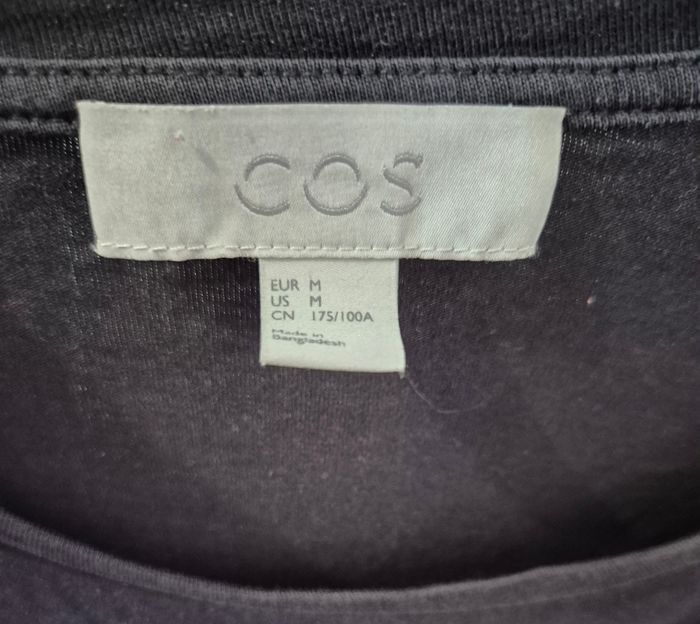 COS
EUR M
US M
CN 175/100A
Made in
Bangladesh